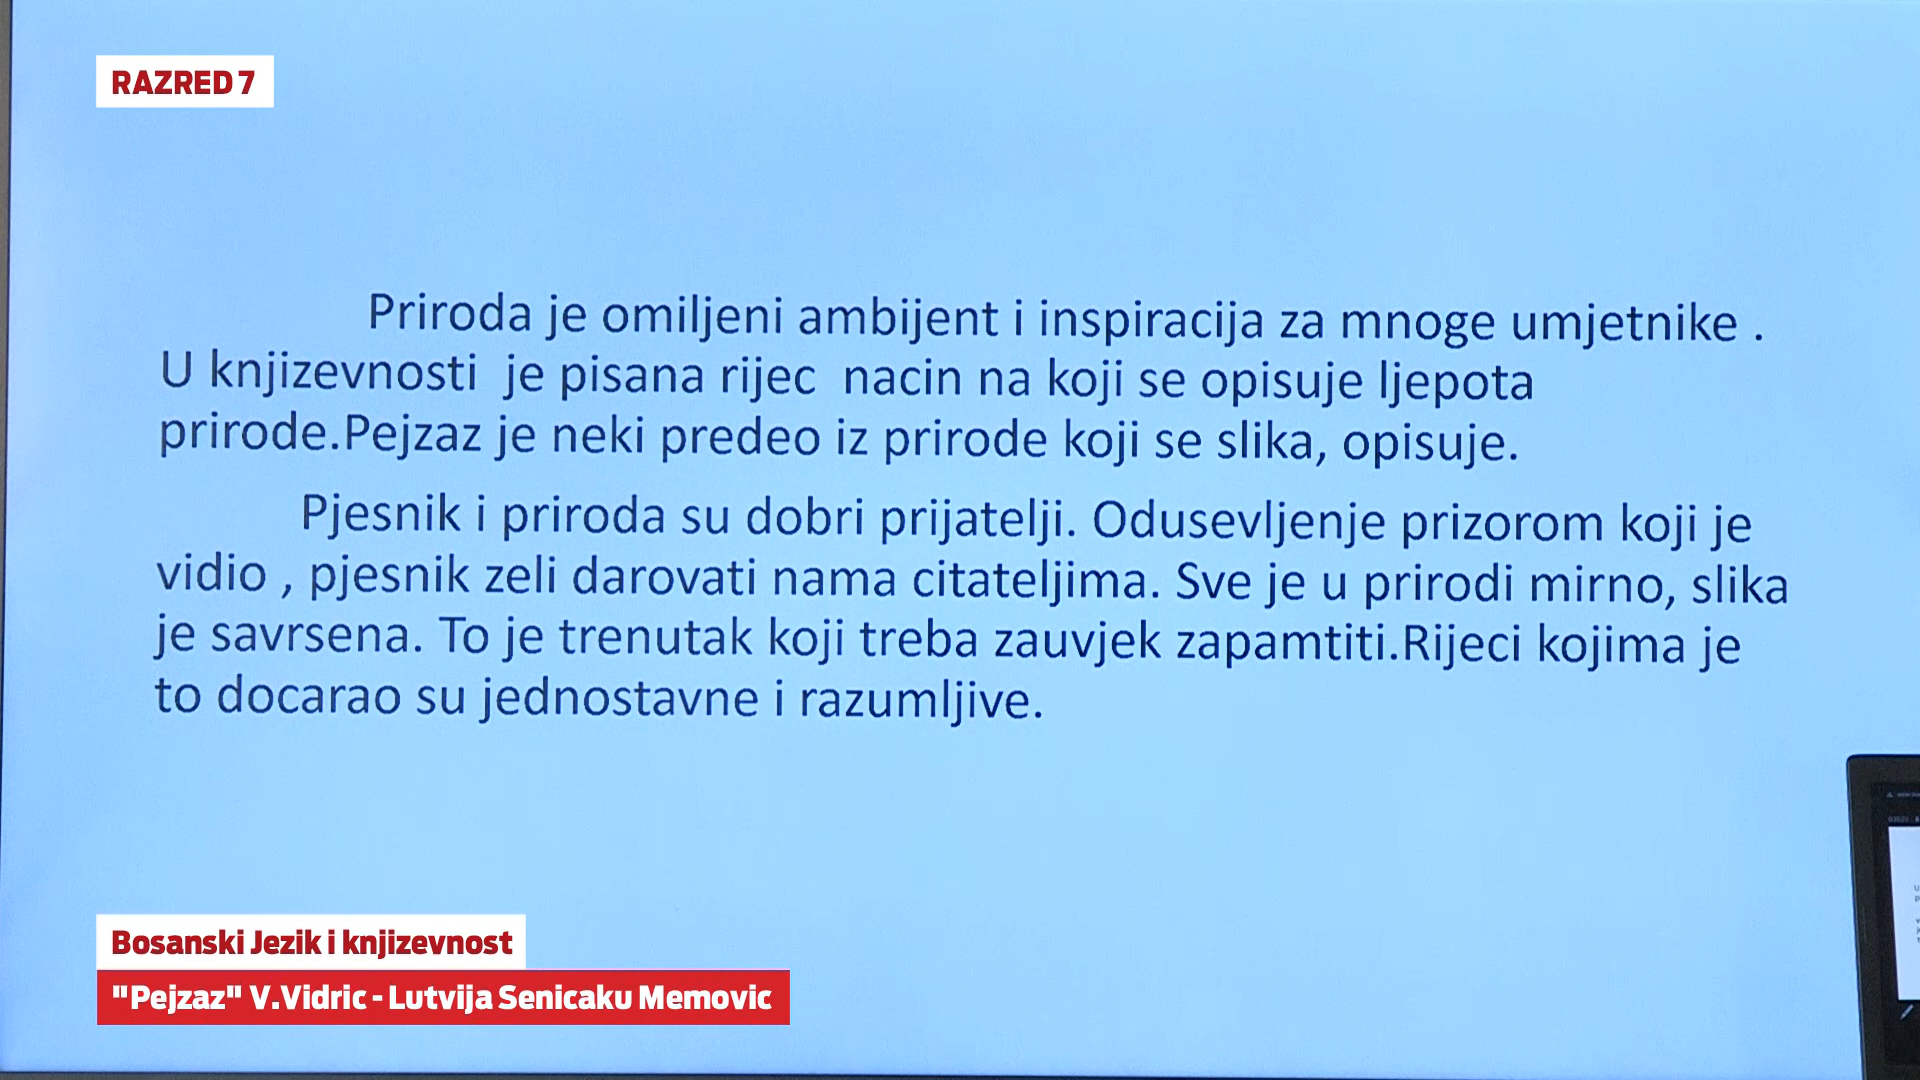 RAZRED 7
Priroda je omiljeni ambijent i inspiracija za mnoge umjetnike .
U knjizevnosti je pisana rijec nacin na koji se opisuje ljepota
prirode.Pejzaz je neki predeo iz prirode koji se slika, opisuje.
Pjesnik i priroda su dobri prijatelji. Odusevljenje prizorom koji je
vidio , pjesnik zeli darovati nama citateljima. Sve je u prirodi mirno, slika
je savrsena. To je trenutak koji treba zauvjek zapamtiti.Rijeci kojima je
to docarao su jednostavne i razumljive.
Bosanski Jezik i knjizevnost
"Pejzaz" V.Vidric - Lutvija Senicaku Memovic